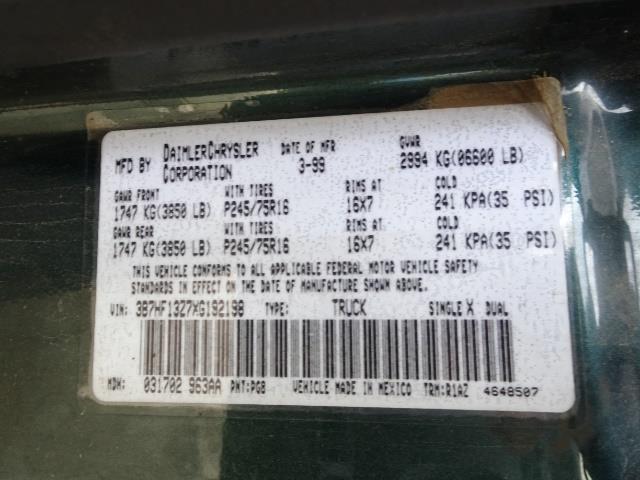 MFD BY DAIMLERCHRYSLER CORPORATION DATE OF MFR 3-99 GVWR 2994 KG(06600 LB)
GAWR FRONT WITH TIRES RIMS AT COLD
1747 KG(3850 LB) P245/75R16 16X7 241 KPA(35 PSI)
GAWR REAR WITH TIRES RIMS AT COLD
1747 KG(3850 LB) P245/75R16 16X7 241 KPA(35 PSI)
THIS VEHICLE CONFORMS TO ALL APPLICABLE FEDERAL MOTOR VEHICLE SAFETY
STANDARDS IN EFFECT ON THE DATE OF MANUFACTURE SHOWN ABOVE.
VIN: 3B7HF13Z7XG192198 TYPE: TRUCK SINGLE X DUAL
MDH: 031702 963AA PNT:PG8 VEHICLE MADE IN MEXICO TRM:R1AZ 4648507